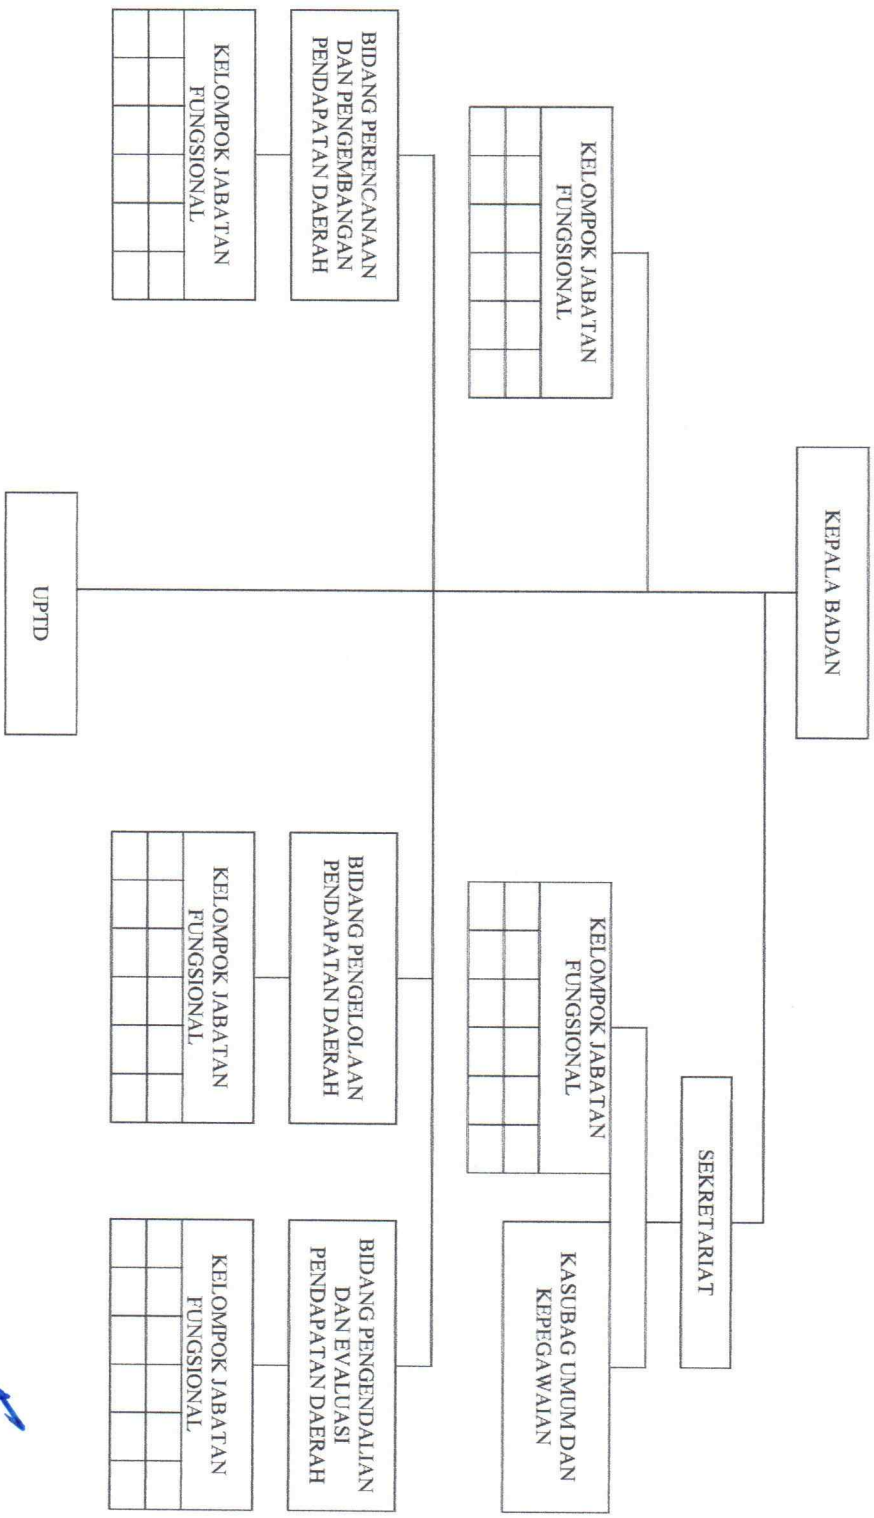 KEPALA BADAN
SEKRETARIAT
KELOMPOK JABATAN
FUNGSIONAL
KELOMPOK JABATAN
FUNGSIONAL
KASUBAG UMUM DAN
KEPEGAWAIAN
BIDANG PERENCANAAN
DAN PENGEMBANGAN
PENDAPATAN DAERAH
BIDANG PENGELOLAAN
PENDAPATAN DAERAH
BIDANG PENGENDALIAN
DAN EVALUASI
PENDAPATAN DAERAH
KELOMPOK JABATAN
FUNGSIONAL
KELOMPOK JABATAN
FUNGSIONAL
KELOMPOK JABATAN
FUNGSIONAL
UPTD